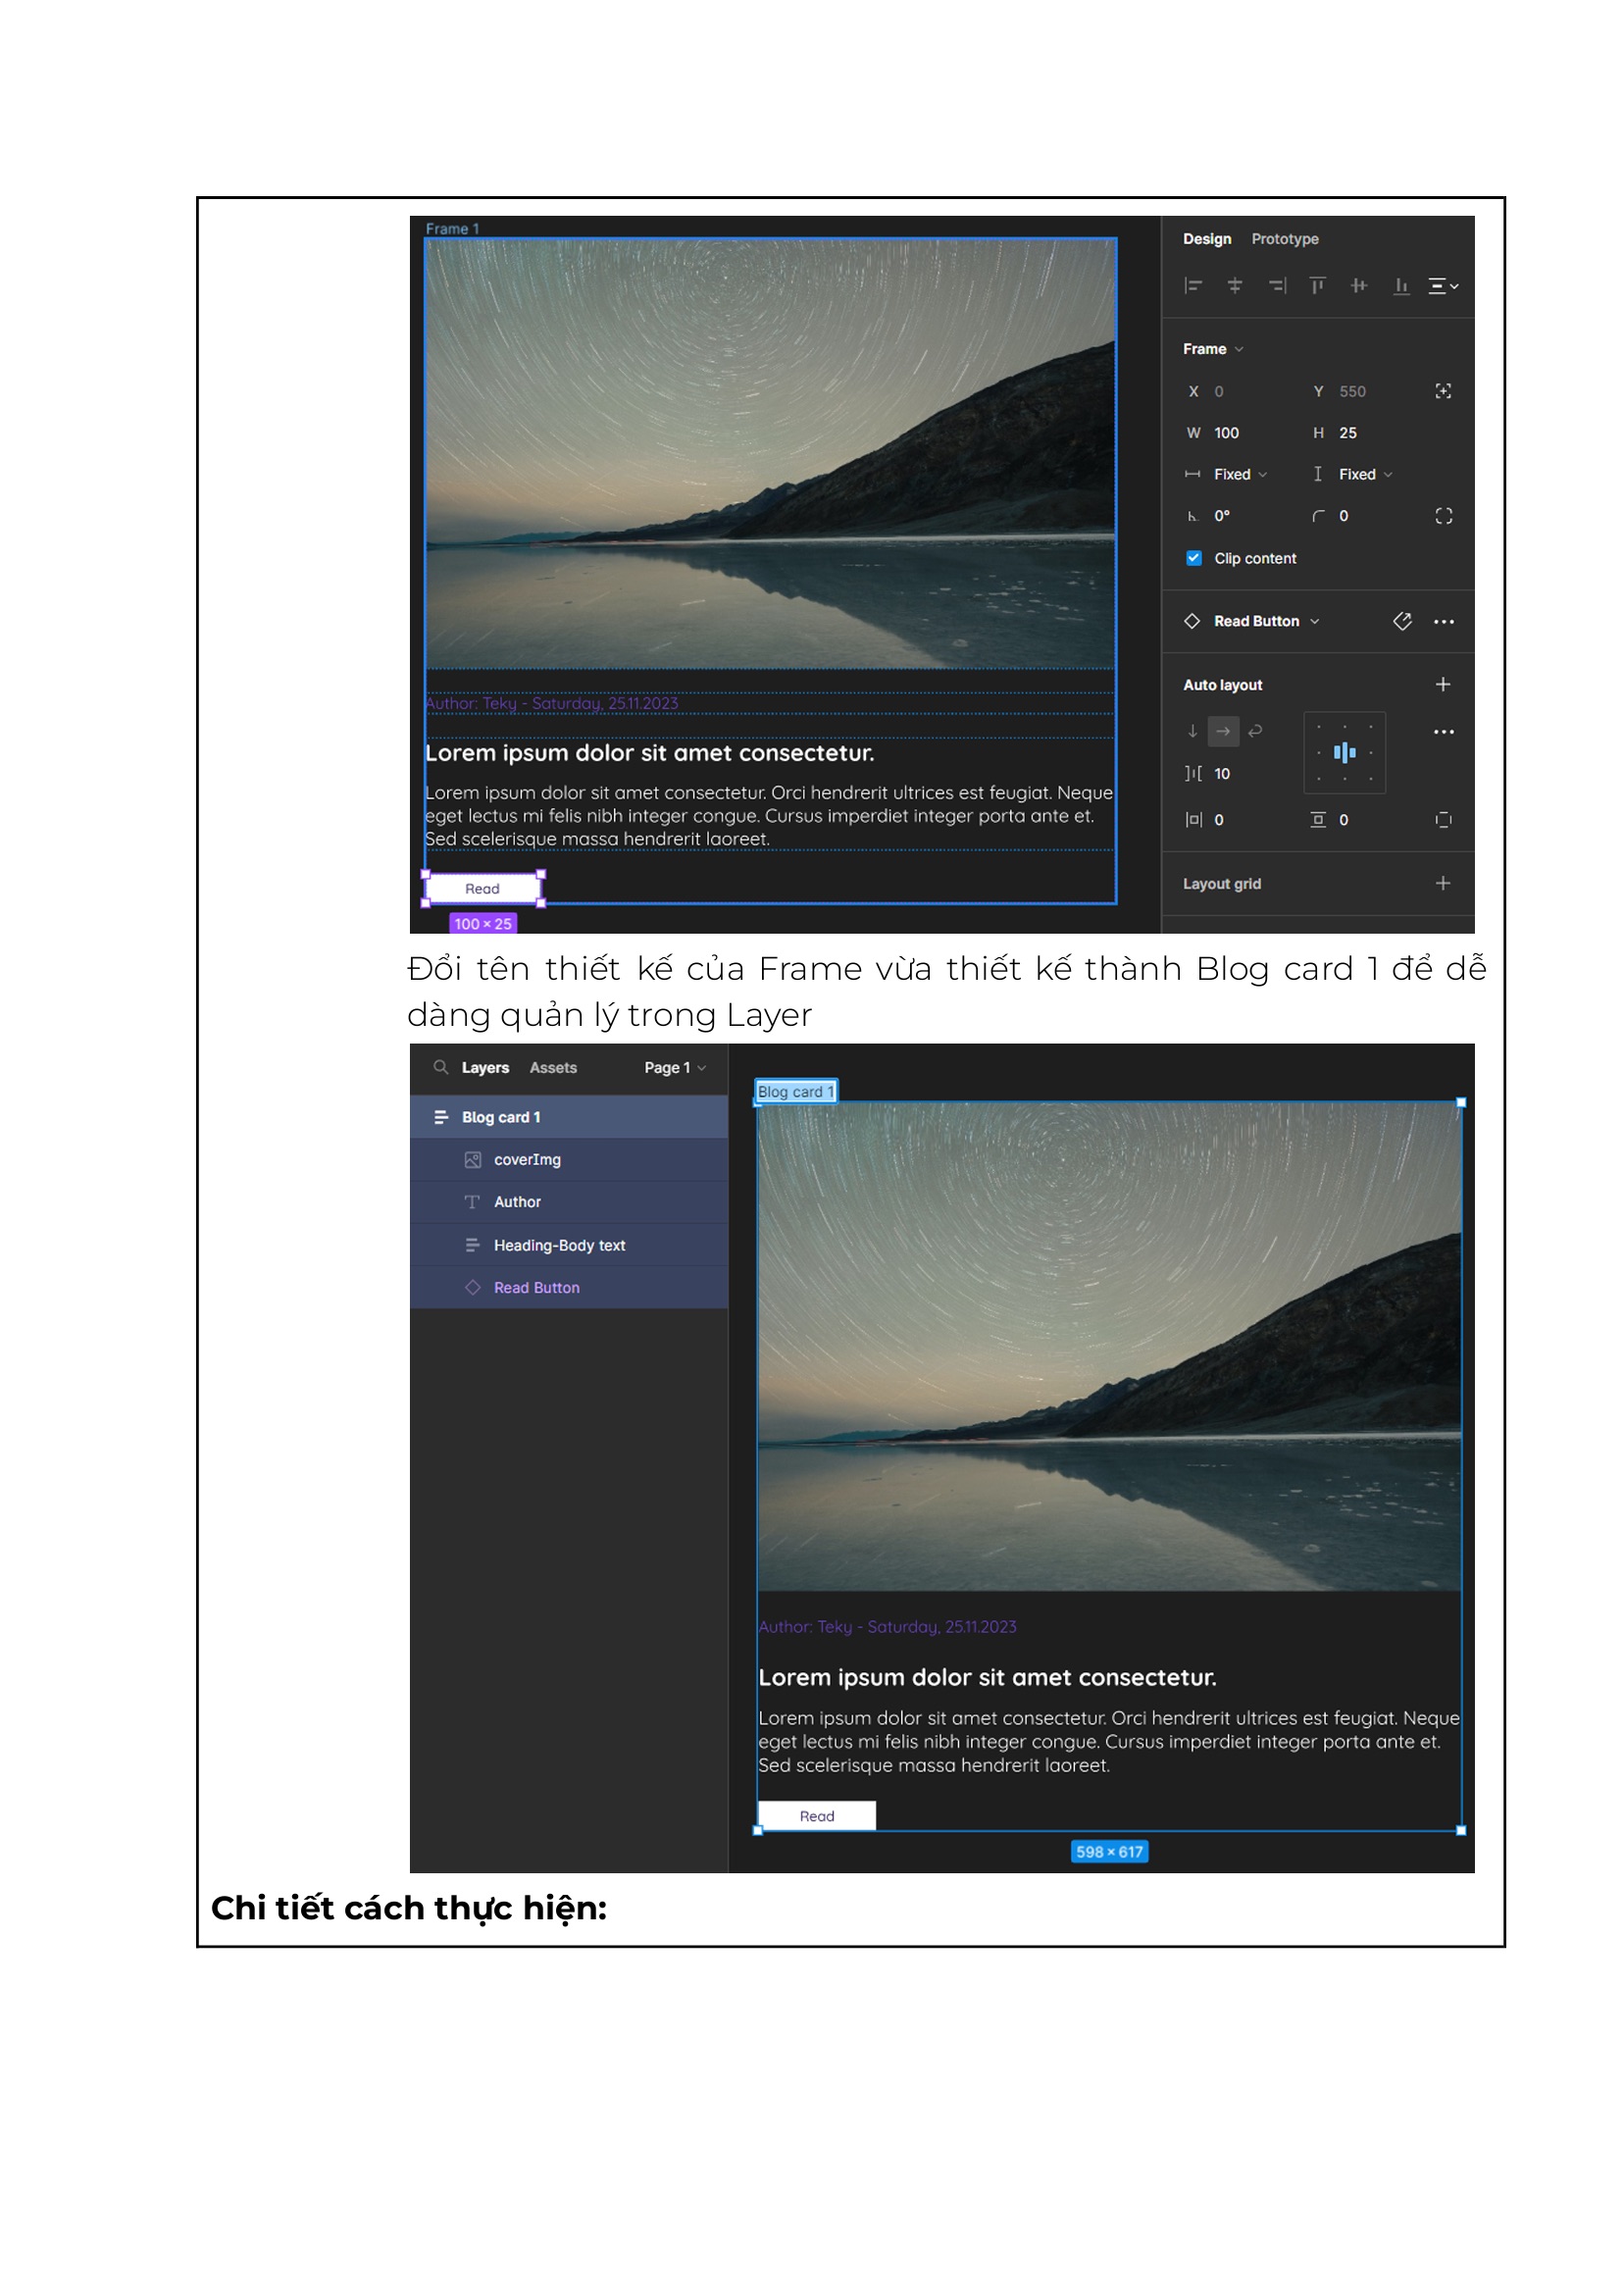 Frame 1
Design Prototype
Frame
X 0 Y 550
W 100 H 25
Fixed Fixed
0° 0
Clip content
Read Button
Auto layout
10
0 0
Layout grid
Author: Teky - Saturday, 25.11.2023
Lorem ipsum dolor sit amet consectetur.
Lorem ipsum dolor sit amet consectetur. Orci hendrerit ultrices est feugiat. Neque
eget lectus mi felis nibh integer congue. Cursus imperdiet integer porta ante et.
Sed scelerisque massa hendrerit laoreet.
Read
100 × 25
Đổi tên thiết kế của Frame vừa thiết kế thành Blog card 1 để dễ
dàng quản lý trong Layer
Layers Assets Page 1
Blog card 1
coverImg
Author
Heading-Body text
Read Button
Blog card 1
Author: Teky - Saturday, 25.11.2023
Lorem ipsum dolor sit amet consectetur.
Lorem ipsum dolor sit amet consectetur. Orci hendrerit ultrices est feugiat. Neque
eget lectus mi felis nibh integer congue. Cursus imperdiet integer porta ante et.
Sed scelerisque massa hendrerit laoreet.
Read
598 × 617
Chi tiết cách thực hiện: